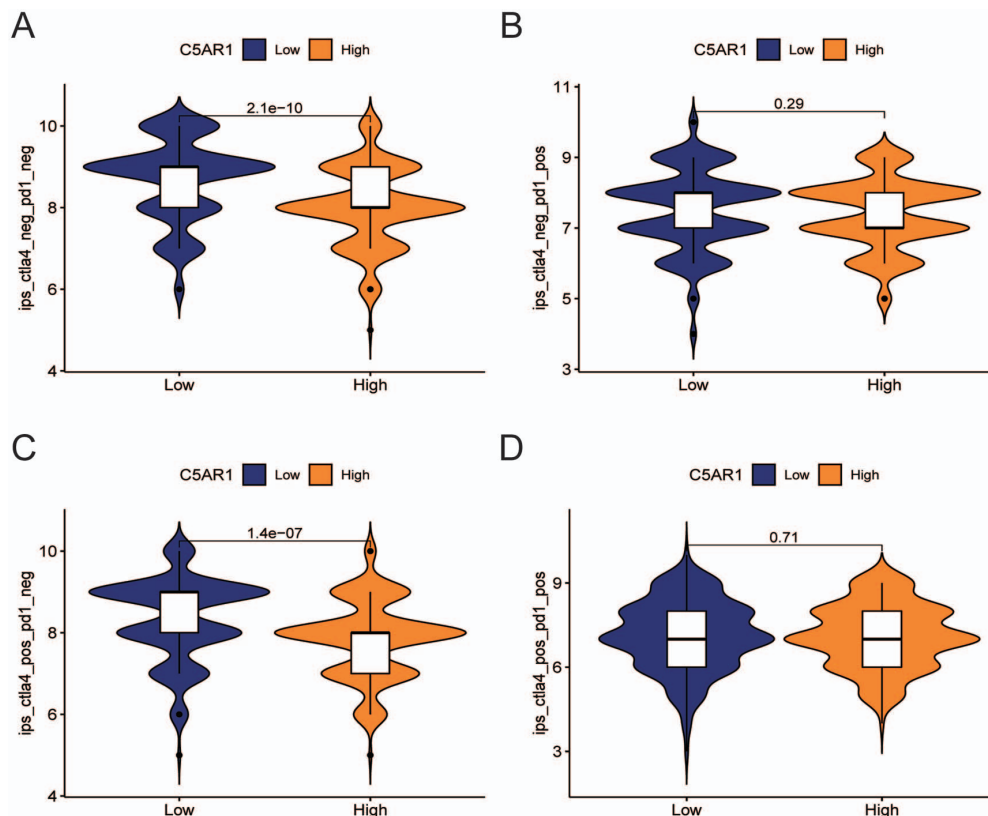 A
C5AR1 Low High
ips_ctla4_neg_pd1_neg
10
8
6
4
2.1e−10
Low High
B
C5AR1 Low High
ips_ctla4_neg_pd1_pos
11
9
7
5
3
0.29
Low High
C
C5AR1 Low High
ips_ctla4_pos_pd1_neg
10
8
6
4
1.4e−07
Low High
D
C5AR1 Low High
ips_ctla4_pos_pd1_pos
9
6
3
0.71
Low High